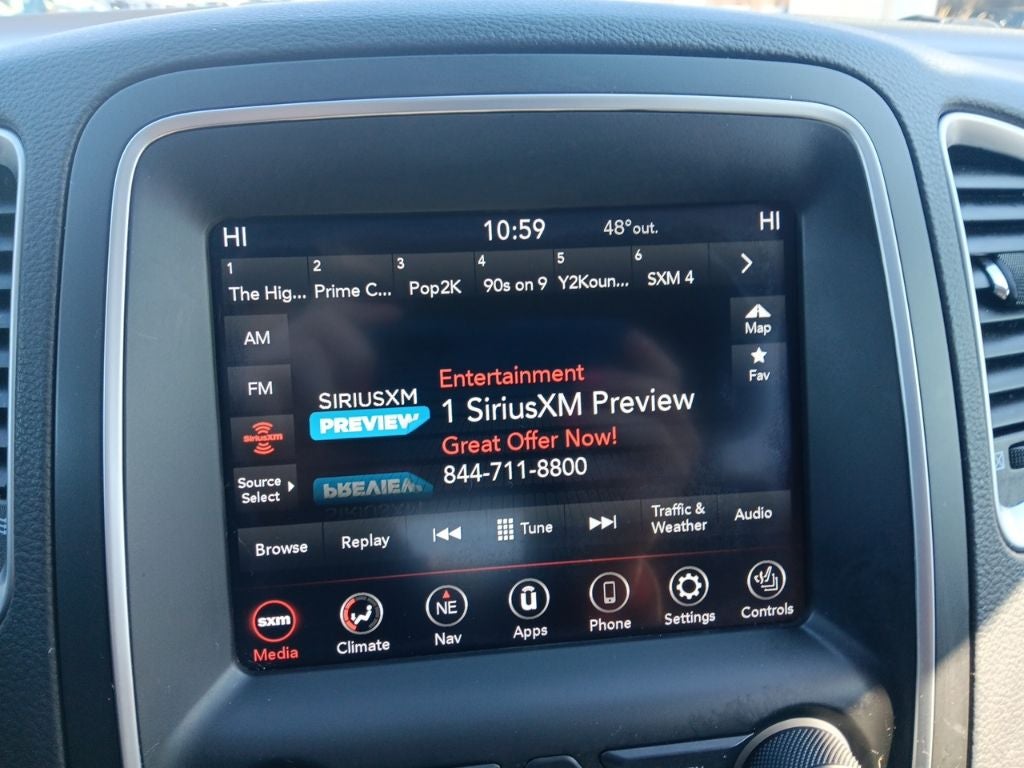 HI 10:59 48°out. HI
1 2 3 4 5 6
The Hig... Prime C... Pop2K 90s on 9 Y2Koun... SXM 4
AM
FM
SiriusXM
Source
Select
Map
Fav
SIRIUSXM
PREVIEW
Entertainment
1 SiriusXM Preview
Great Offer Now!
844-711-8800
Browse Replay Tune Traffic &
Weather Audio
sxm NE
Media Climate Nav Apps Phone Settings Controls